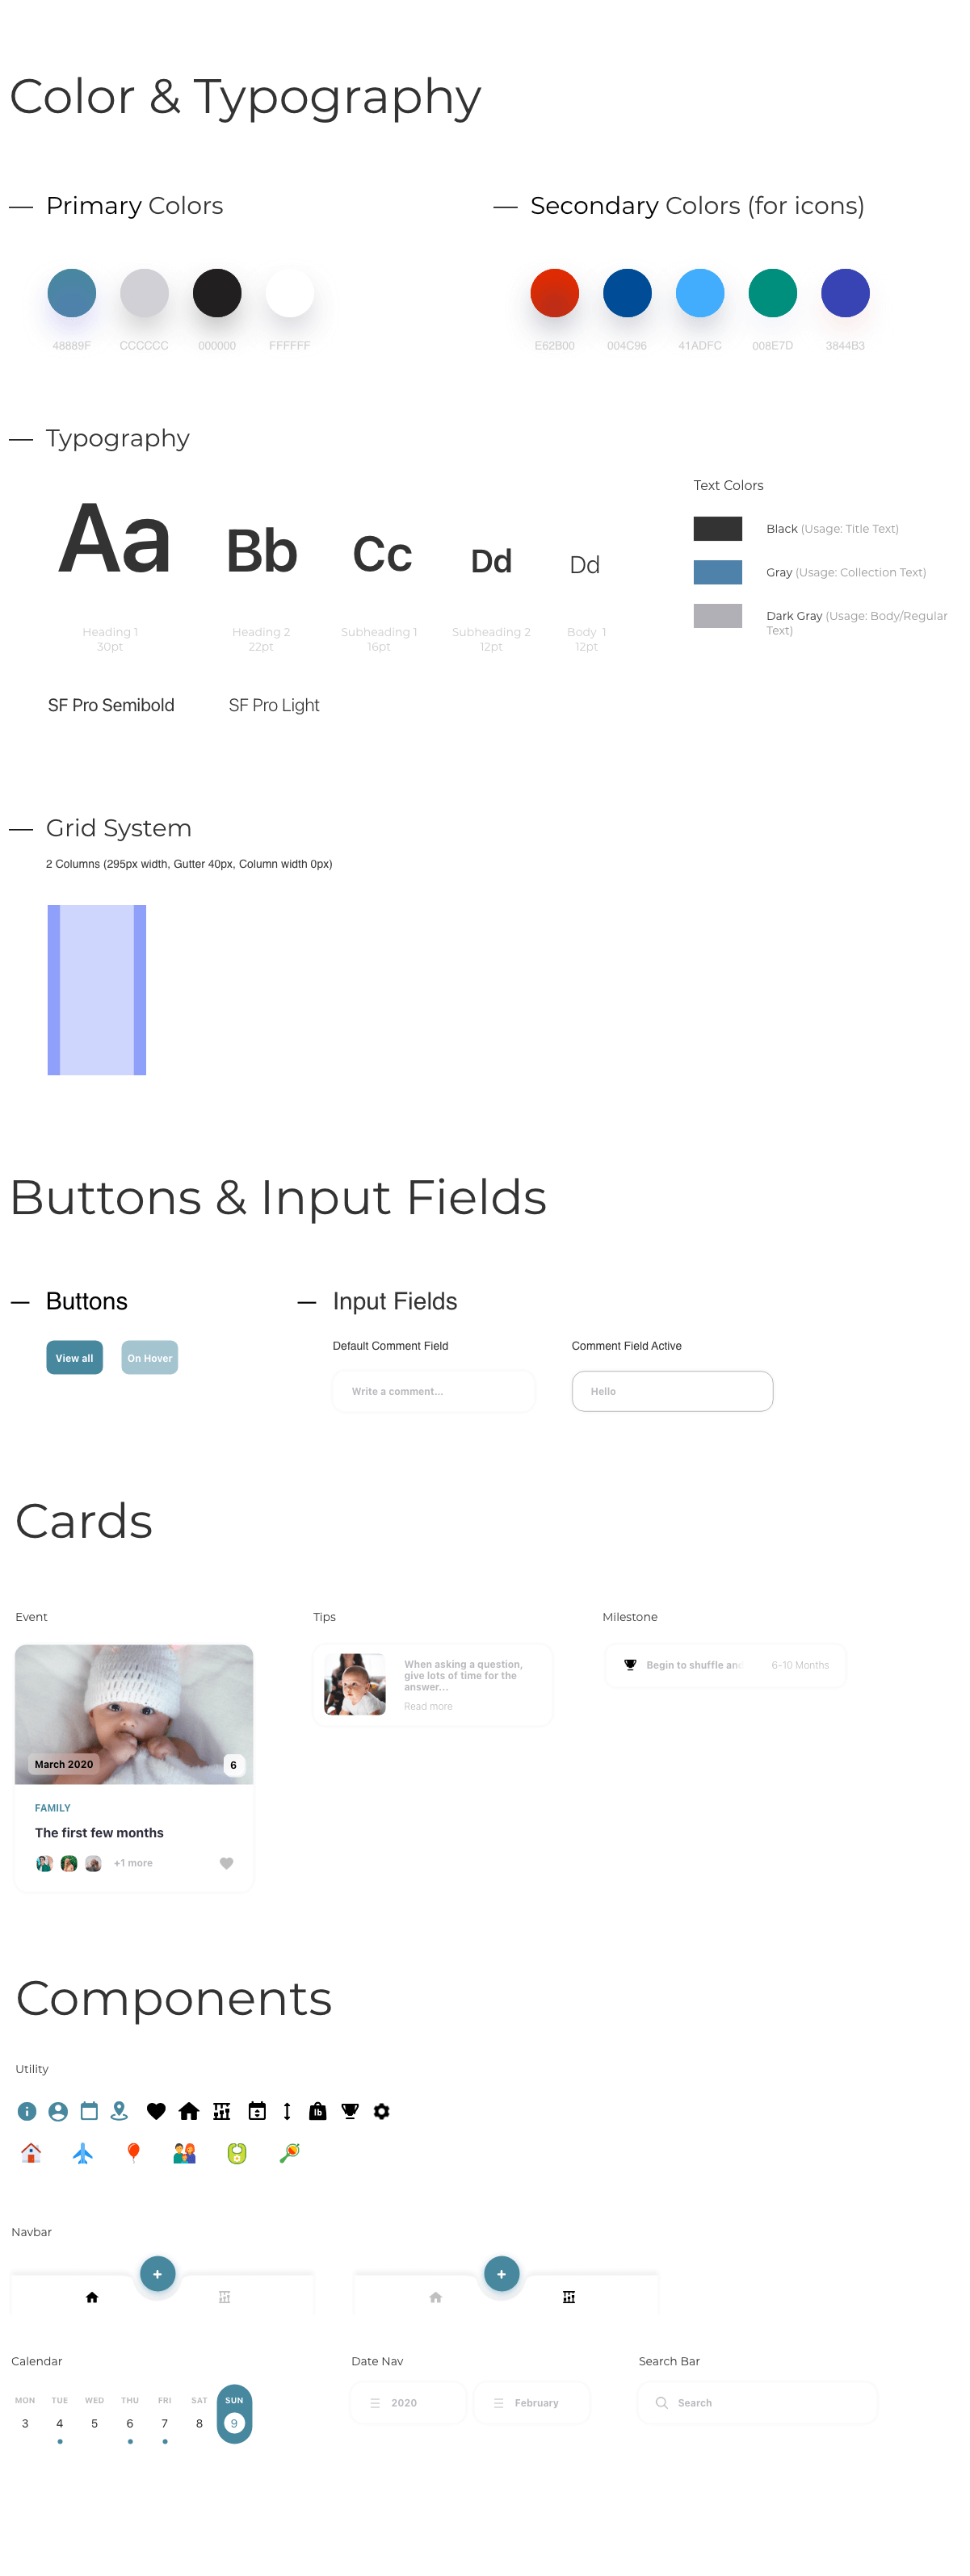 Color & Typography
Primary Colors
Secondary Colors (for icons)
48889F
CCCCCC
000000
FFFFFF
E62B00
004C96
41ADFC
008E7D
3844B3
Typography
Aa
Bb
Cc
Dd
Dd
Heading 1
30pt
Heading 2
22pt
Subheading 1
16pt
Subheading 2
12pt
Body 1
12pt
Text Colors
Black (Usage: Title Text)
Gray (Usage: Collection Text)
Dark Gray (Usage: Body/Regular
Text)
SF Pro Semibold
SF Pro Light
Grid System
2 Columns (295px width, Gutter 40px, Column width 0px)
Buttons & Input Fields
Buttons
View all
On Hover
Input Fields
Default Comment Field
Write a comment...
Comment Field Active
Hello
Cards
Event
March 2020
6
FAMILY
The first few months
+1 more
Tips
When asking a question,
give lots of time for the
answer...
Read more
Milestone
Begin to shuffle and
6-10 Months
Components
Utility
lb
Navbar
Calendar
MON TUE WED THU FRI SAT SUN
3 4 5 6 7 8 9
Date Nav
2020
February
Search Bar
Search